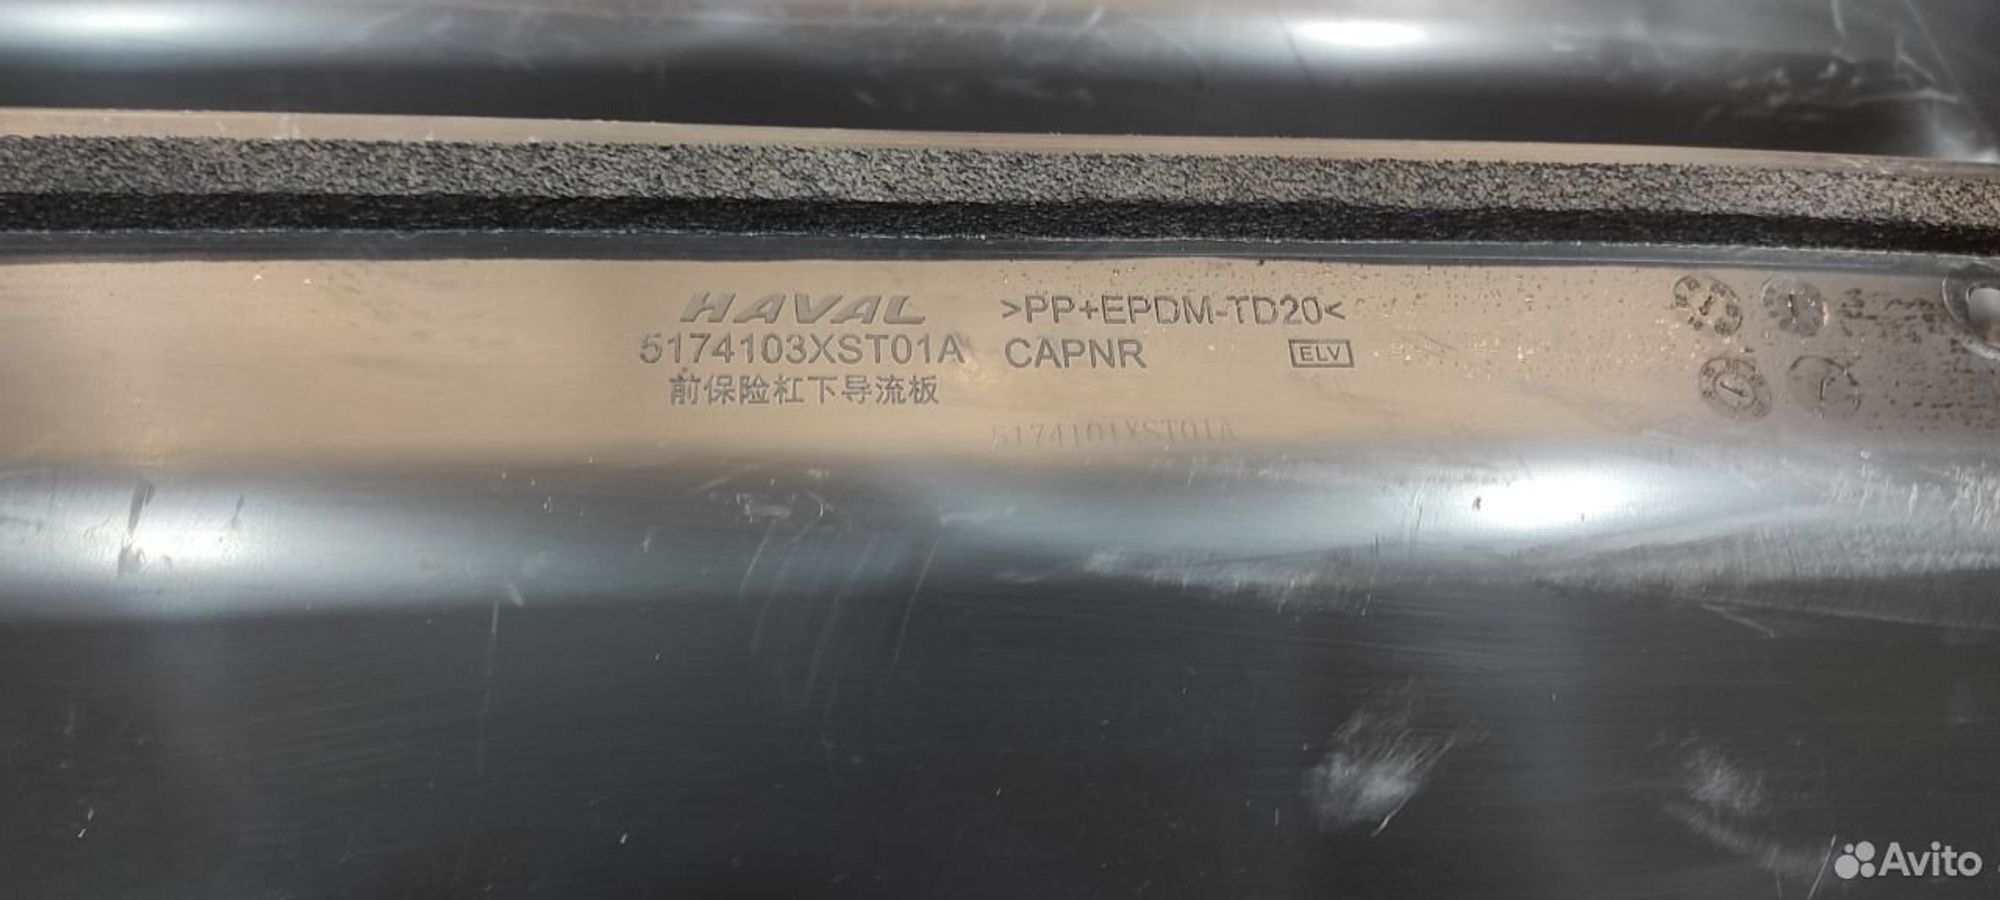 HAVAL >PP+EPDM-TD20<
5174103XST01A CAPNR ELV
前保险杠下导流板
5174101XST01A
Avito